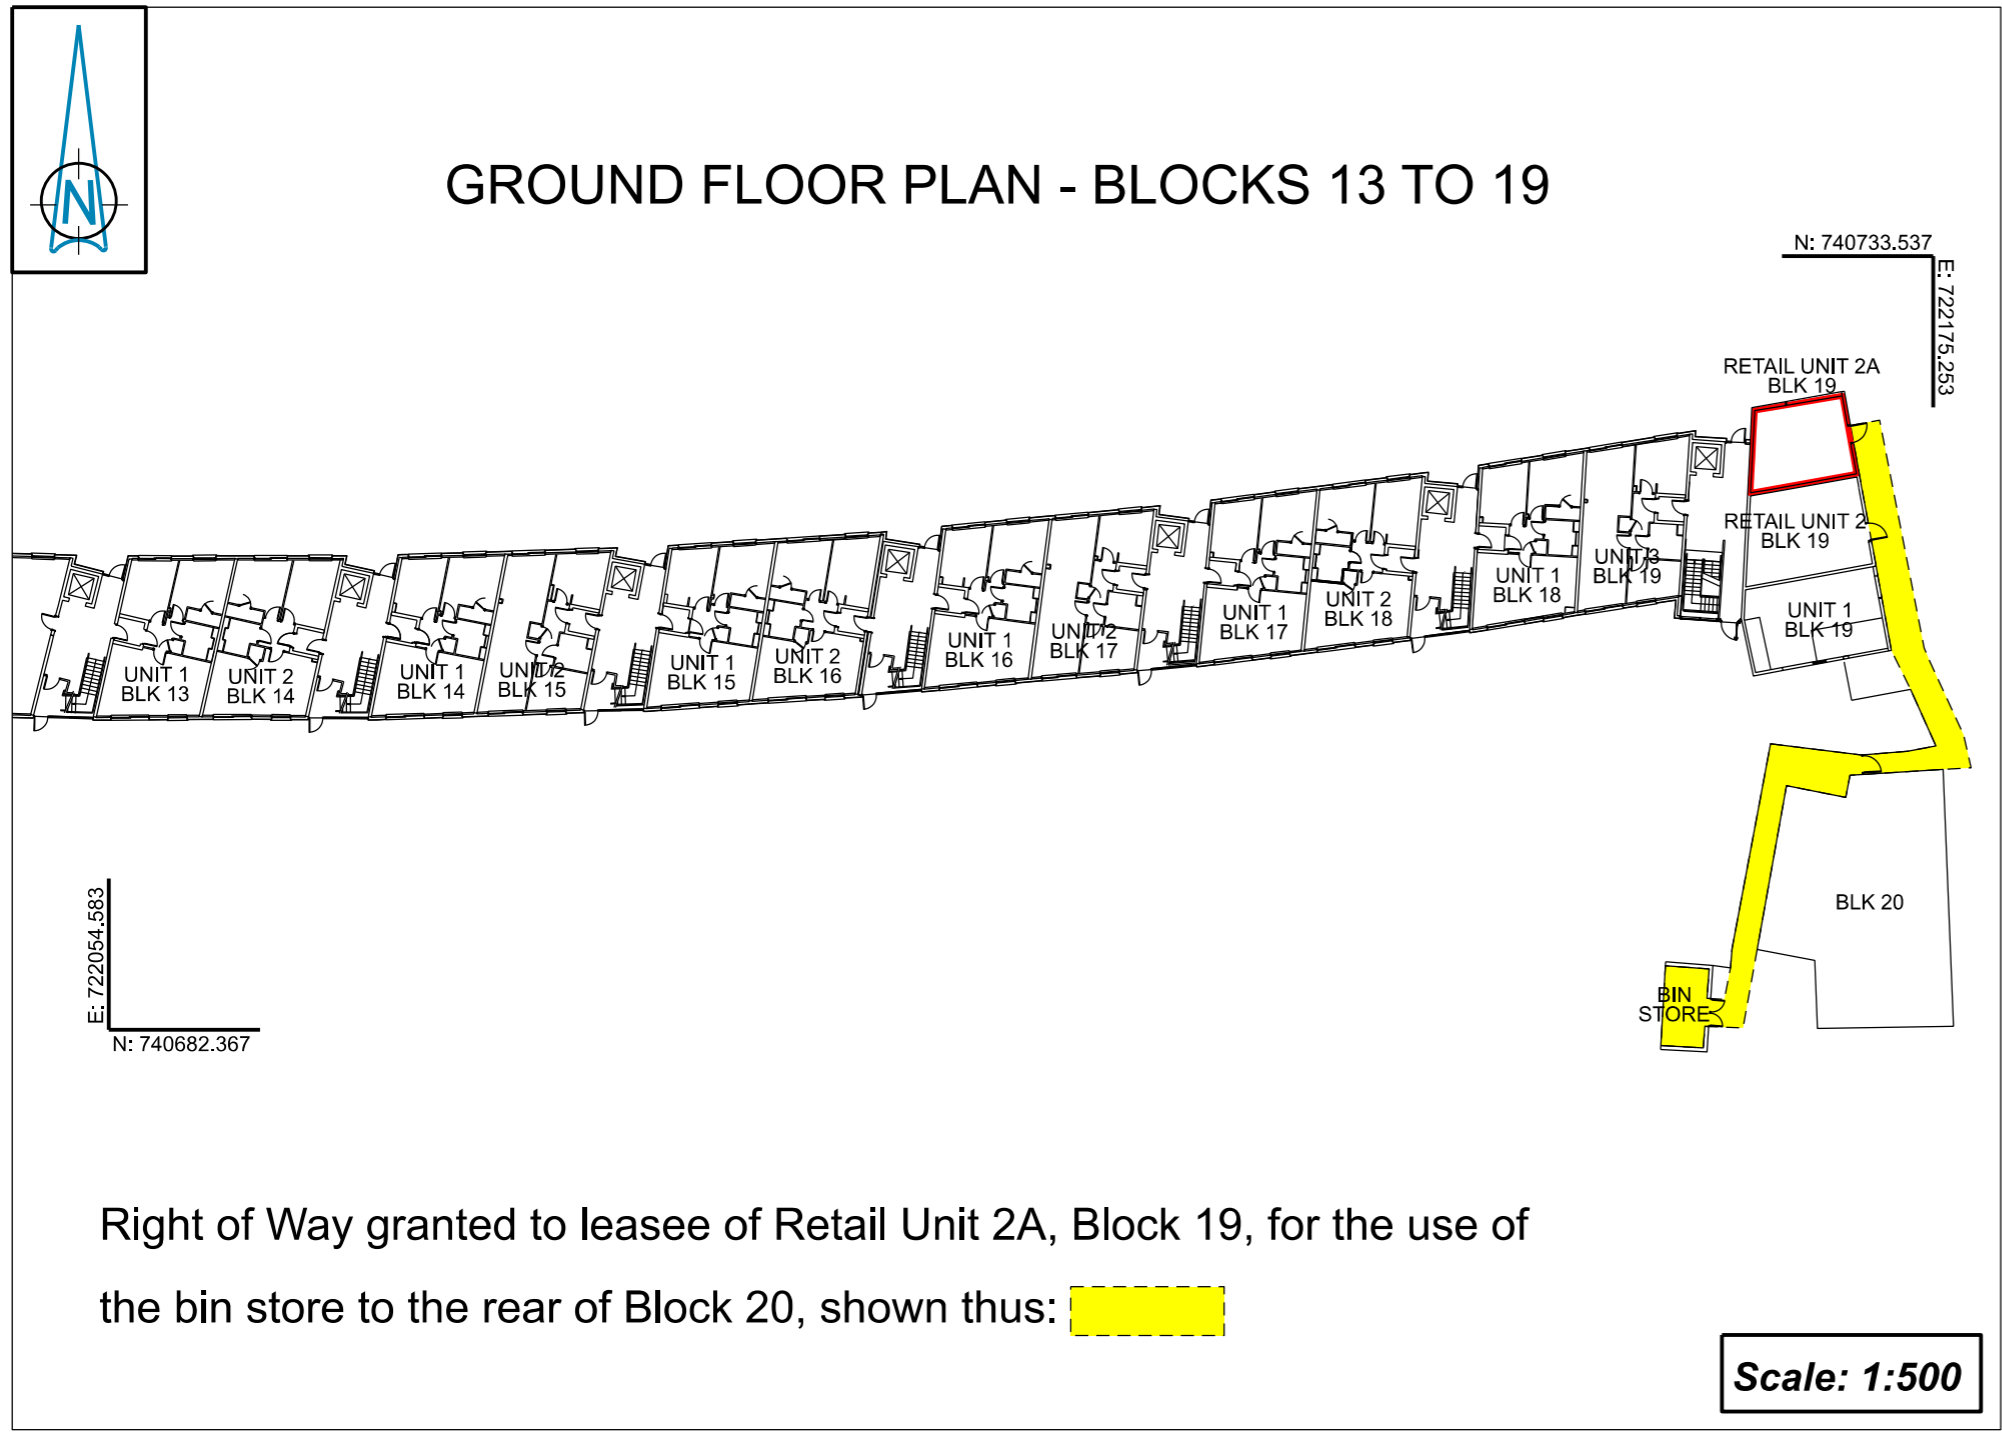 N
GROUND FLOOR PLAN - BLOCKS 13 TO 19
N: 740733.537
E: 722175.253
RETAIL UNIT 2A
BLK 19
RETAIL UNIT 2
BLK 19
UNIT 1
BLK 19
UNIT 3
BLK 19
UNIT 1
BLK 18
UNIT 2
BLK 18
UNIT 1
BLK 17
UNIT 2
BLK 17
UNIT 1
BLK 16
UNIT 2
BLK 16
UNIT 1
BLK 15
UNIT 2
BLK 15
UNIT 1
BLK 14
UNIT 2
BLK 14
UNIT 1
BLK 13
BLK 20
BIN
STORE
E: 722054.583
N: 740682.367
Right of Way granted to leasee of Retail Unit 2A, Block 19, for the use of
the bin store to the rear of Block 20, shown thus:
Scale: 1:500